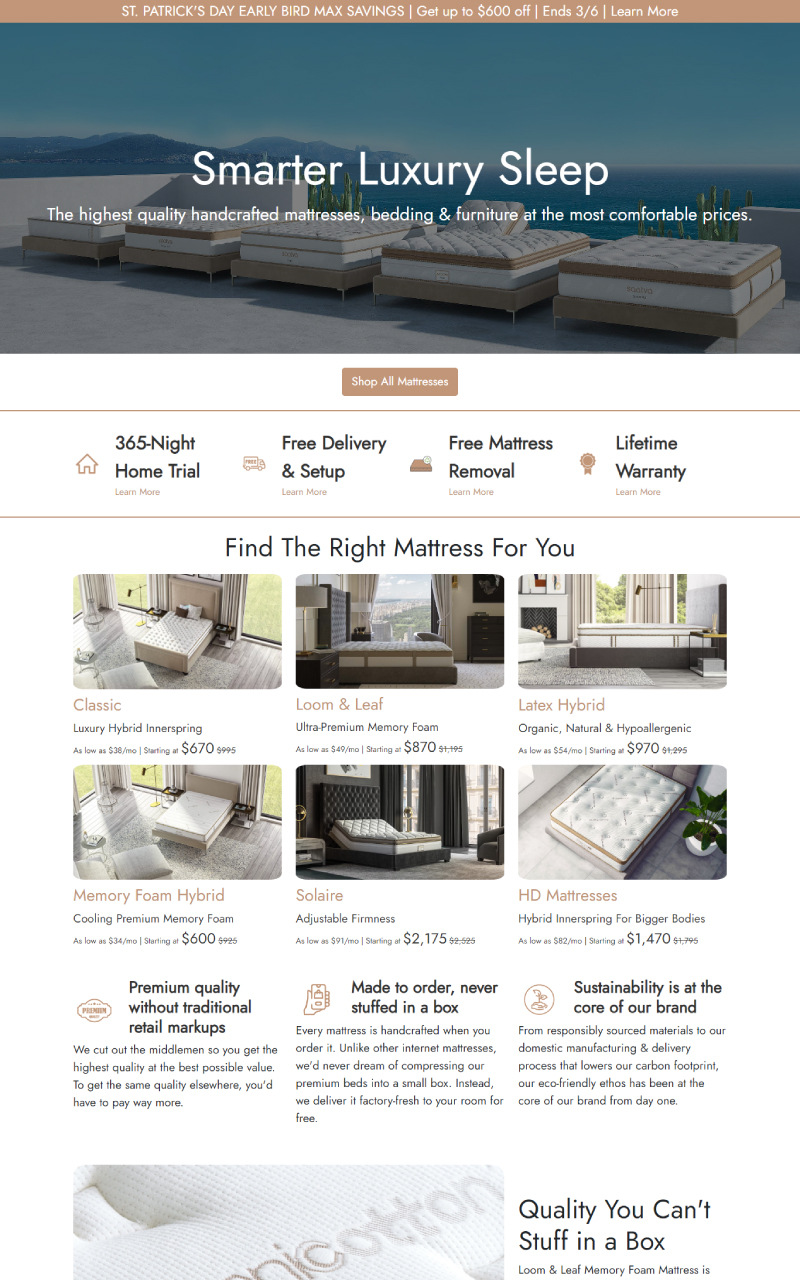 ST. PATRICK'S DAY EARLY BIRD MAX SAVINGS | Get up to $600 off | Ends 3/6 | Learn More
Smarter Luxury Sleep
The highest quality handcrafted mattresses, bedding & furniture at the most comfortable prices.
Shop All Mattresses
365-Night
Home Trial
Learn More
FREE
Free Delivery
& Setup
Learn More
Free Mattress
Removal
Learn More
Lifetime
Warranty
Learn More
Find The Right Mattress For You
Classic
Luxury Hybrid Innerspring
As low as $38/mo | Starting at $670 $995
Loom & Leaf
Ultra-Premium Memory Foam
As low as $49/mo | Starting at $870 $1,195
Latex Hybrid
Organic, Natural & Hypoallergenic
As low as $54/mo | Starting at $970 $1,295
Memory Foam Hybrid
Cooling Premium Memory Foam
As low as $34/mo | Starting at $600 $925
Solaire
Adjustable Firmness
As low as $91/mo | Starting at $2,175 $2,525
HD Mattresses
Hybrid Innerspring For Bigger Bodies
As low as $82/mo | Starting at $1,470 $1,795
PREMIUM
Premium quality
without traditional
retail markups
We cut out the middlemen so you get the
highest quality at the best possible value.
To get the same quality elsewhere, you'd
have to pay way more.
Made to order, never
stuffed in a box
Every mattress is handcrafted when you
order it. Unlike other internet mattresses,
we'd never dream of compressing our
premium beds into a small box. Instead,
we deliver it factory-fresh to your room for
free.
Sustainability is at the
core of our brand
From responsibly sourced materials to our
domestic manufacturing & delivery
process that lowers our carbon footprint,
our eco-friendly ethos has been at the
core of our brand from day one.
nic cotton
Quality You Can't
Stuff in a Box
Loom & Leaf Memory Foam Mattress is